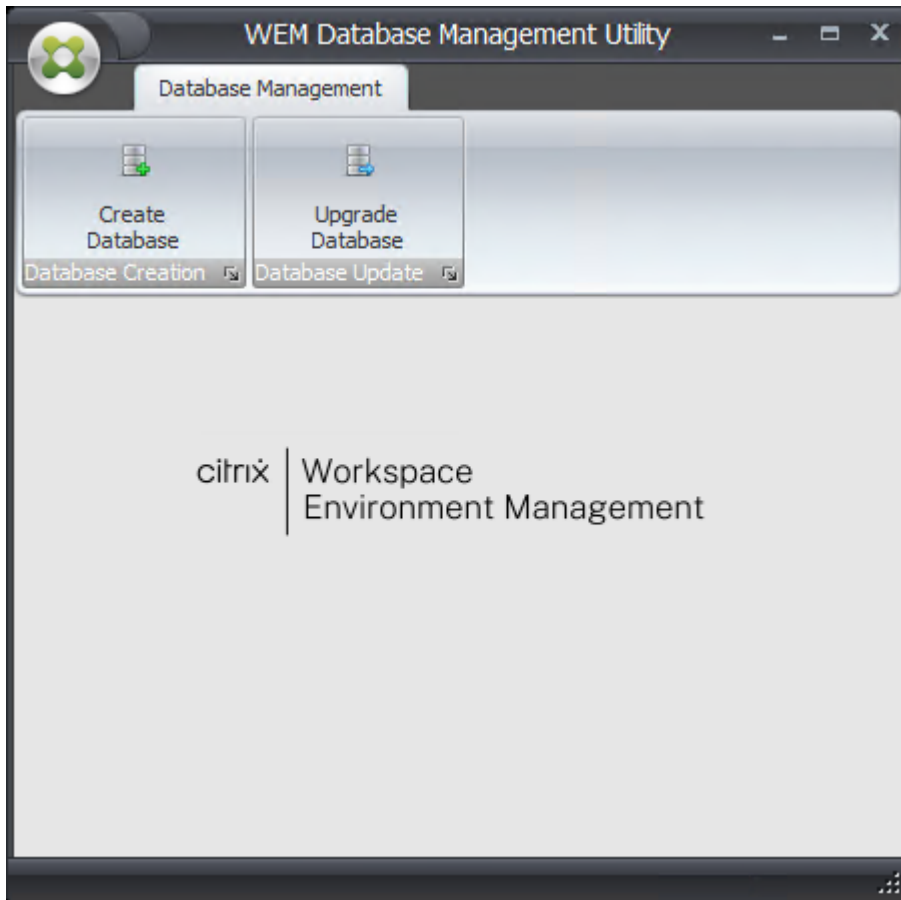 WEM Database Management Utility
Database Management
Create
Database
Upgrade
Database
Database Creation
Database Update
citrix
Workspace
Environment Management